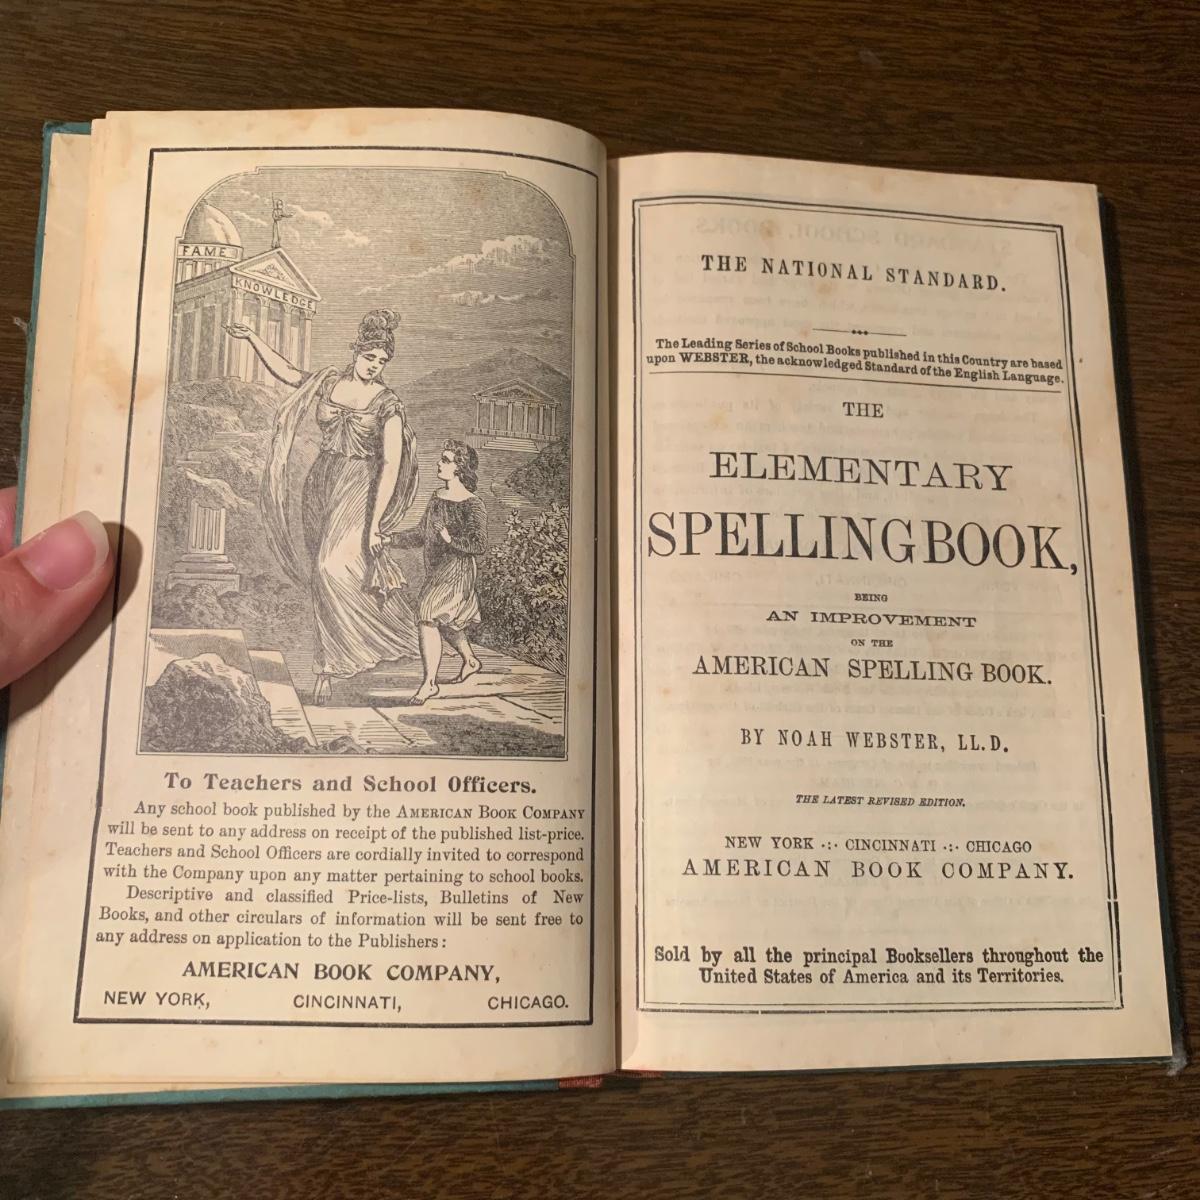 FAME
KNOWLEDGE
To Teachers and School Officers.
Any school book published by the AMERICAN BOOK COMPANY
will be sent to any address on receipt of the published list-price.
Teachers and School Officers are cordially invited to correspond
with the Company upon any matter pertaining to school books.
Descriptive and classified Price-lists, Bulletins of New
Books, and other circulars of information will be sent free to
any address on application to the Publishers:
AMERICAN BOOK COMPANY,
NEW YORK, CINCINNATI, CHICAGO.
THE NATIONAL STANDARD.
The Leading Series of School Books published in this Country are based
upon WEBSTER, the acknowledged Standard of the English Language.
THE
ELEMENTARY
SPELLING BOOK,
BEING
AN IMPROVEMENT
ON THE
AMERICAN SPELLING BOOK.
BY NOAH WEBSTER, LL.D.
THE LATEST REVISED EDITION.
NEW YORK ·:· CINCINNATI ·:· CHICAGO
AMERICAN BOOK COMPANY.
Sold by all the principal Booksellers throughout the
United States of America and its Territories.